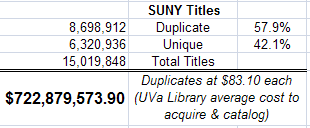 SUNY Titles
8,698,912 Duplicate 57.9%
6,320,936 Unique 42.1%
15,019,848 Total Titles
$722,879,573.90 Duplicates at $83.10 each
(UVa Library average cost to
acquire & catalog)